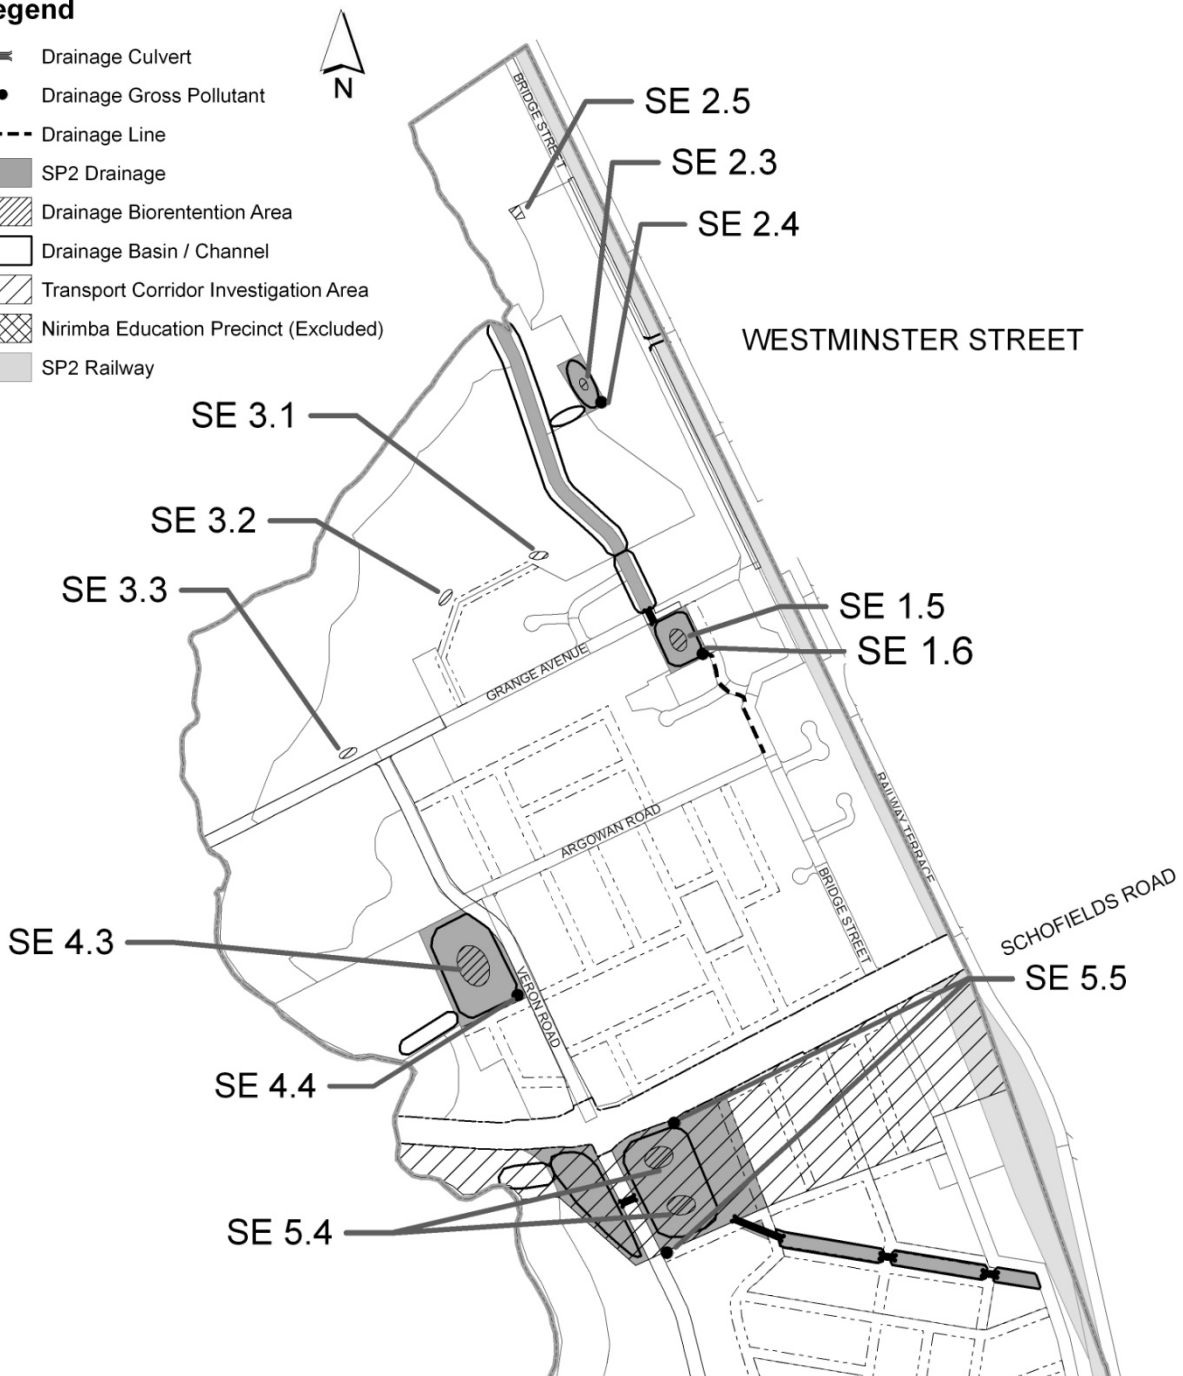 egend
Drainage Culvert
Drainage Gross Pollutant
Drainage Line
SP2 Drainage
Drainage Biorentention Area
Drainage Basin / Channel
Transport Corridor Investigation Area
Nirimba Education Precinct (Excluded)
SP2 Railway
N
BRIDGE STREET
SE 2.5
SE 2.3
SE 2.4
WESTMINSTER STREET
SE 3.1
SE 3.2
SE 3.3
SE 1.5
SE 1.6
GRANGE AVENUE
RAILWAY TERRACE
ARGOWAN ROAD
BRIDGE STREET
SCHOFIELDS ROAD
SE 4.3
VERON ROAD
SE 5.5
SE 4.4
SE 5.4